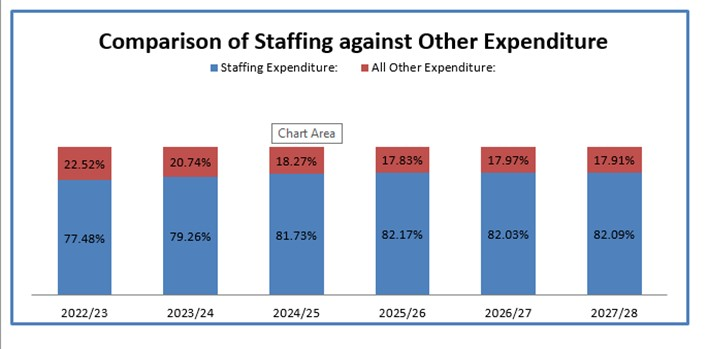 Comparison of Staffing against Other Expenditure
Staffing Expenditure: All Other Expenditure:
Chart Area
22.52% 20.74% 18.27% 17.83% 17.97% 17.91%
77.48% 79.26% 81.73% 82.17% 82.03% 82.09%
2022/23 2023/24 2024/25 2025/26 2026/27 2027/28